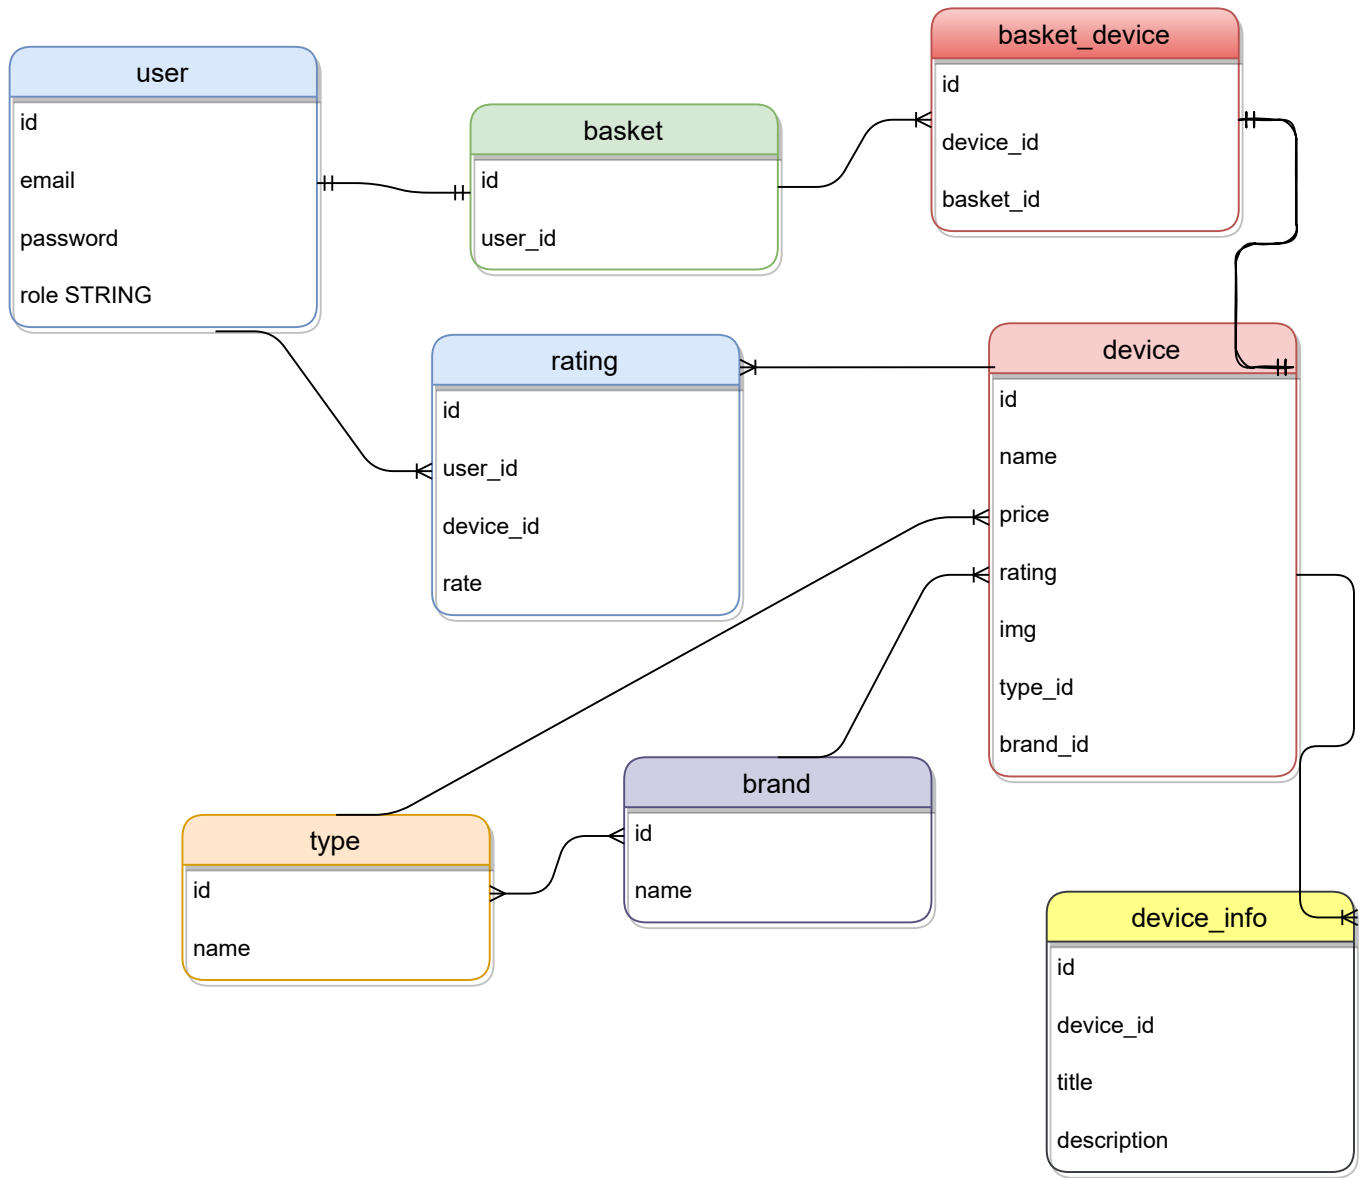 user
id
email
password
role STRING
basket
id
user_id
basket_device
id
device_id
basket_id
rating
id
user_id
device_id
rate
device
id
name
price
rating
img
type_id
brand_id
type
id
name
brand
id
name
device_info
id
device_id
title
description